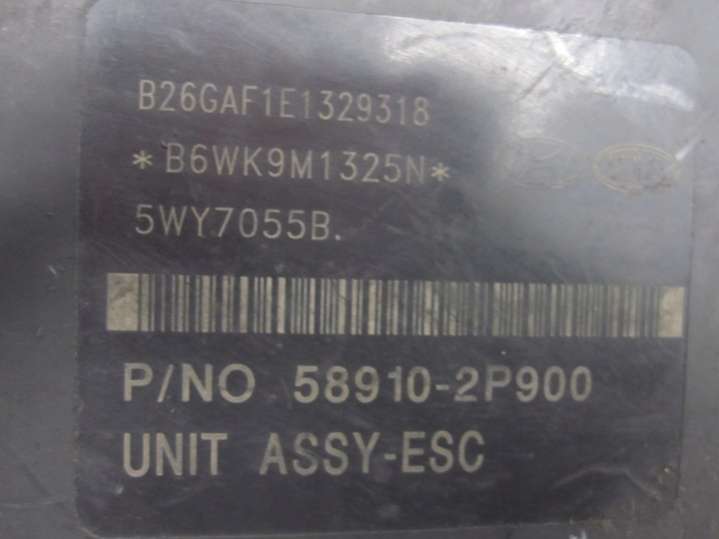 B26GAF1E1329318
*B6WK9M1325N*
5WY7055B.
P/NO 58910-2P900
UNIT ASSY-ESC